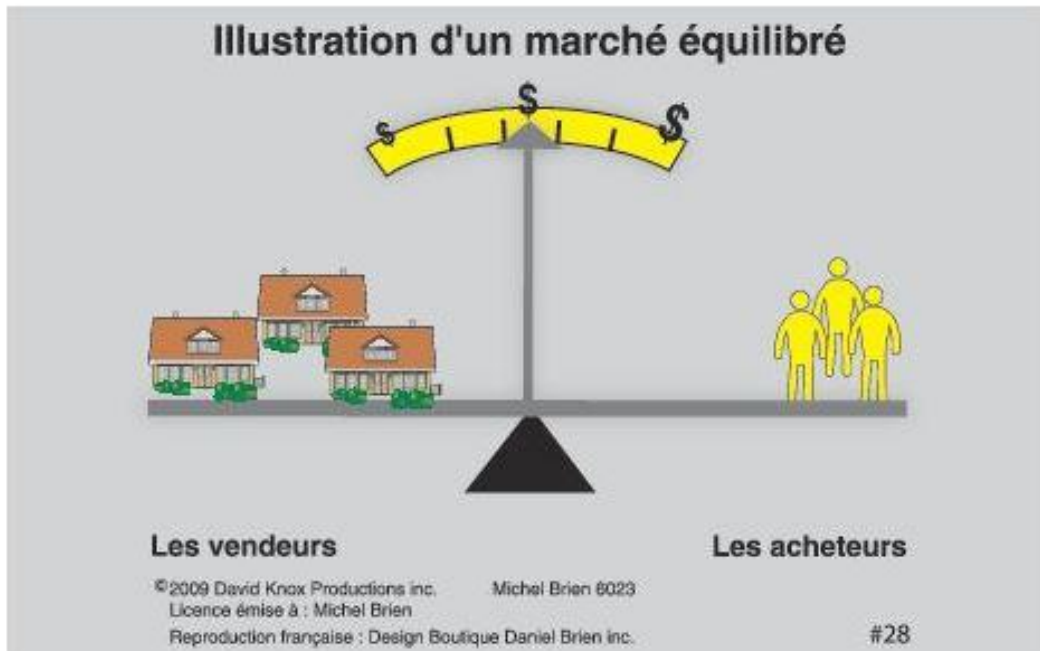 Illustration d'un marché équilibré
$ $ $
Les vendeurs Les acheteurs
©2009 David Knox Productions inc. Michel Brien 6023
Licence émise à : Michel Brien
Reproduction française : Design Boutique Daniel Brien inc. #28